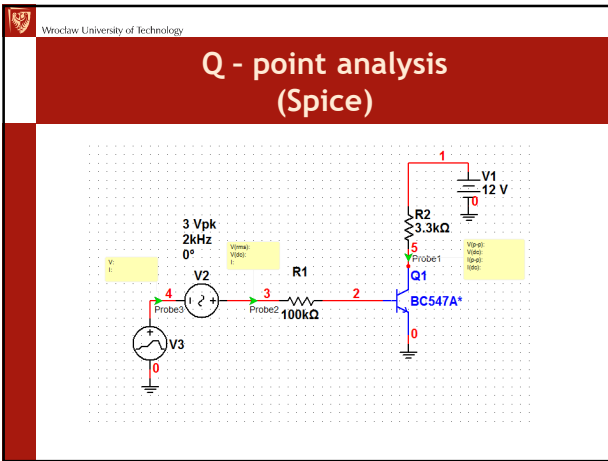 Wroclaw University of Technology
Q - point analysis
(Spice)
1
V1
12 V
0
R2
3.3kΩ
5
Probe1
V(p-p):
V(dc):
I(p-p):
I(dc):
3 Vpk
2kHz
0°
V(rms):
V(dc):
I:
V:
I:
V2
R1
Q1
4
3
2
BC547A*
Probe3
Probe2
100kΩ
V3
0
0